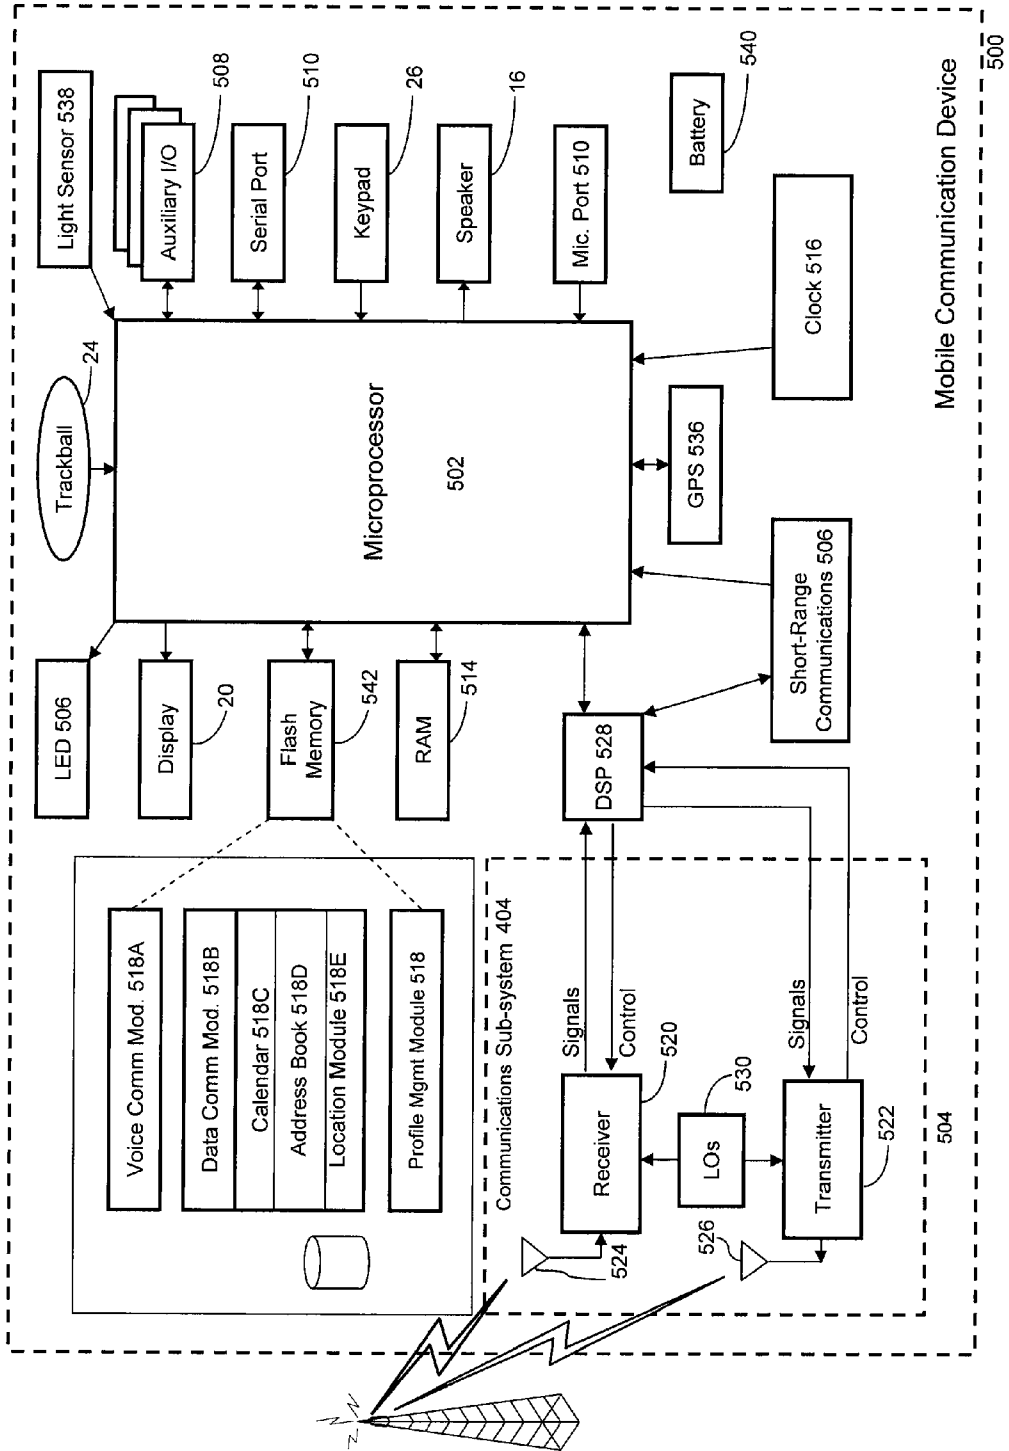 Voice Comm Mod. 518A
Data Comm Mod. 518B
Calendar 518C
Address Book 518D
Location Module 518E
Profile Mgmt Module 518
LED 506
Display
20
Flash
Memory
542
RAM
514
Trackball
24
Light Sensor 538
Auxiliary I/O
508
Serial Port
510
Keypad
26
Speaker
16
Mic. Port 510
Microprocessor
502
Battery
540
Communications Sub-system 404
Receiver
520
524
Signals
Control
DSP 528
LOs
530
526
Transmitter
522
Signals
Control
504
Short-Range
Communications 506
GPS 536
Clock 516
Mobile Communication Device
500